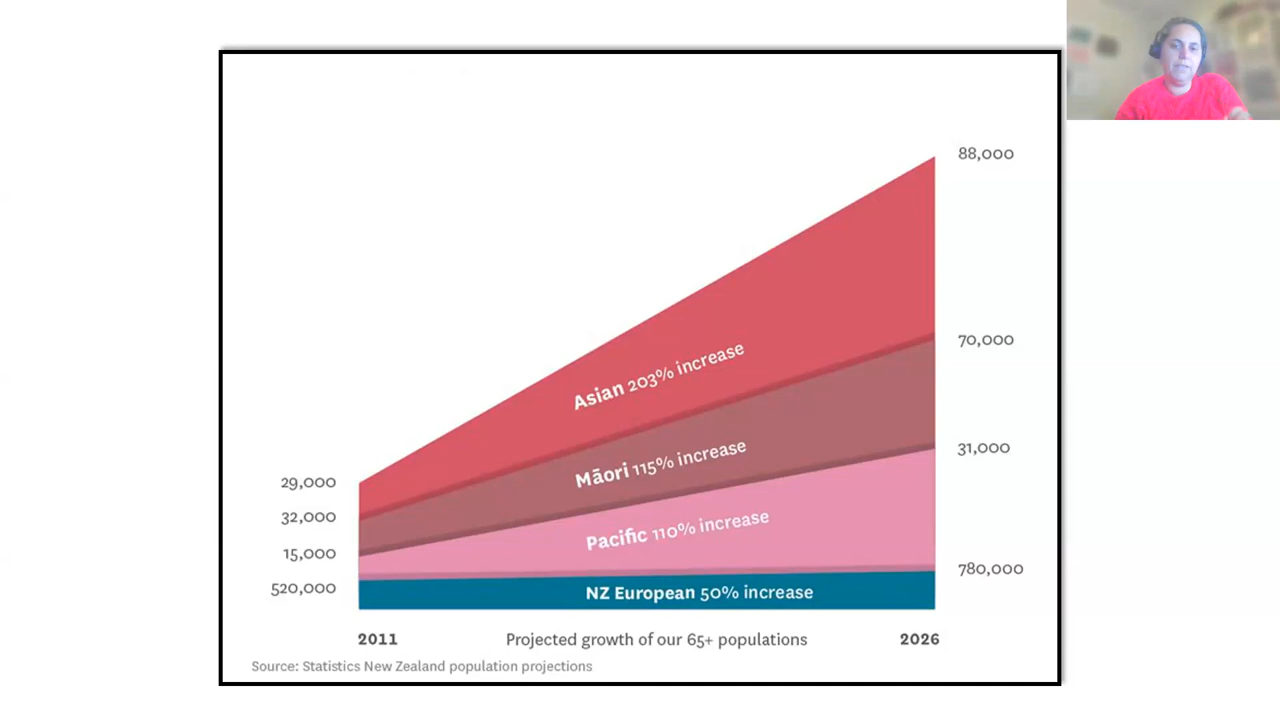 88,000
70,000
Asian 203% increase
31,000
Māori 115% increase
29,000
32,000
Pacific 110% increase
15,000
780,000
520,000
NZ European 50% increase
2011 Projected growth of our 65+ populations 2026
Source: Statistics New Zealand population projections